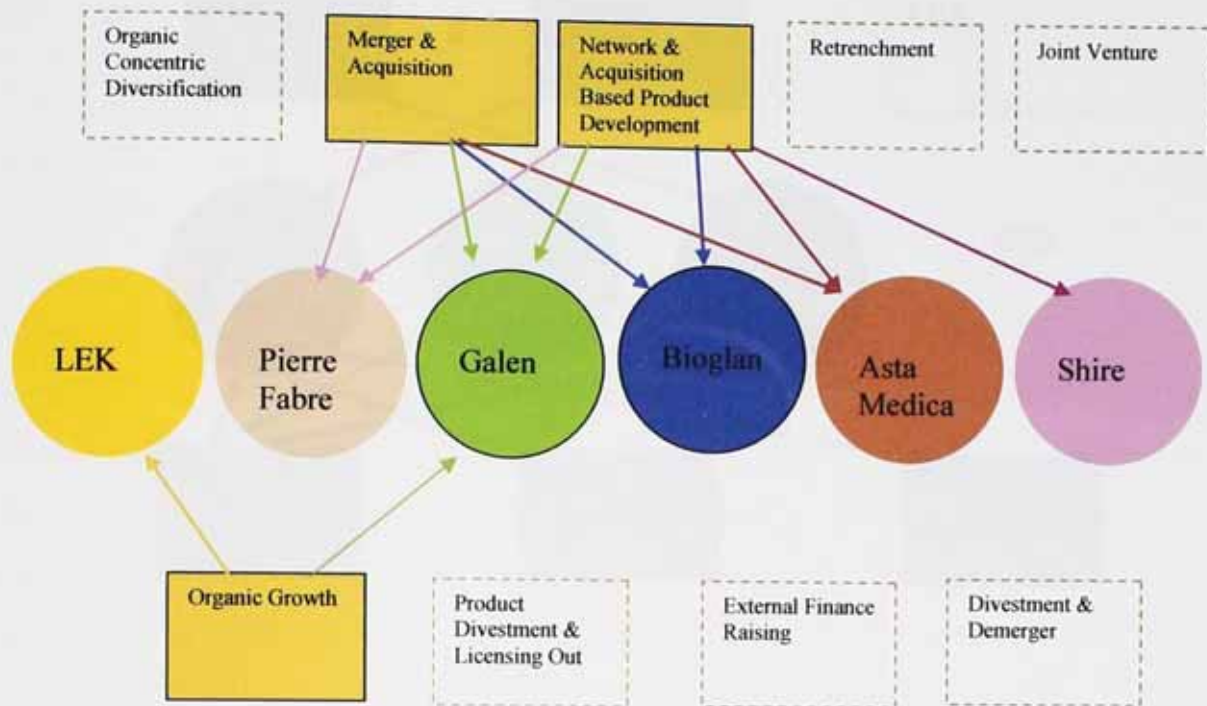 Organic
Concentric
Diversification
Merger &
Acquisition
Network &
Acquisition
Based Product
Development
Retrenchment
Joint Venture
LEK
Pierre
Fabre
Galen
Bioglan
Asta
Medica
Shire
Organic Growth
Product
Divestment &
Licensing Out
External Finance
Raising
Divestment &
Demerger